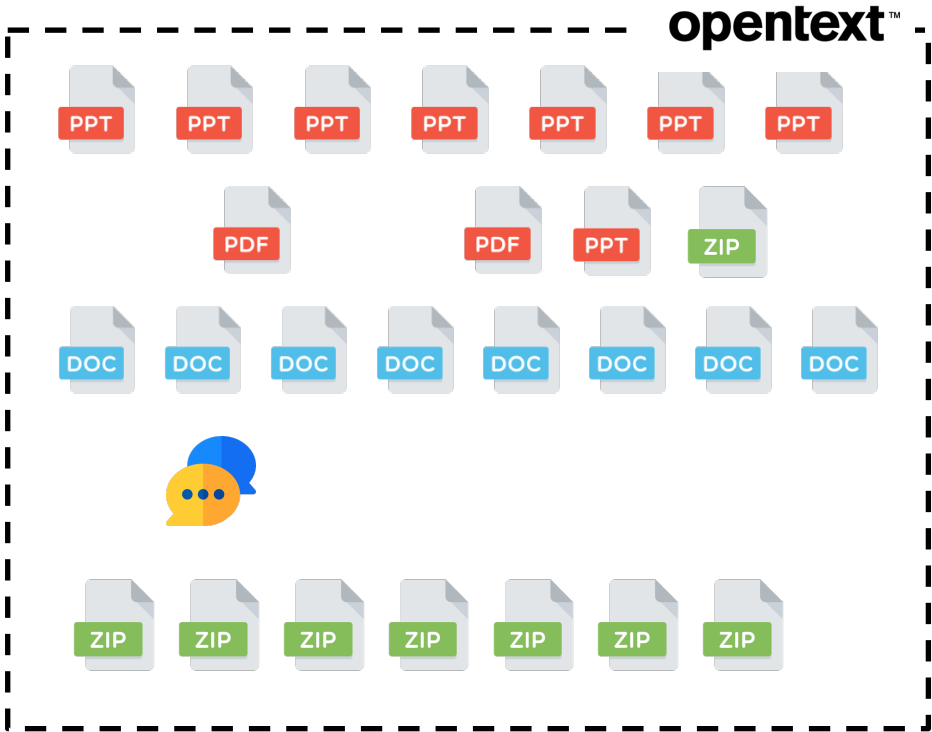 opentext™
PPT PPT PPT PPT PPT PPT PPT
PDF PDF PPT ZIP
DOC DOC DOC DOC DOC DOC DOC DOC
ZIP ZIP ZIP ZIP ZIP ZIP ZIP